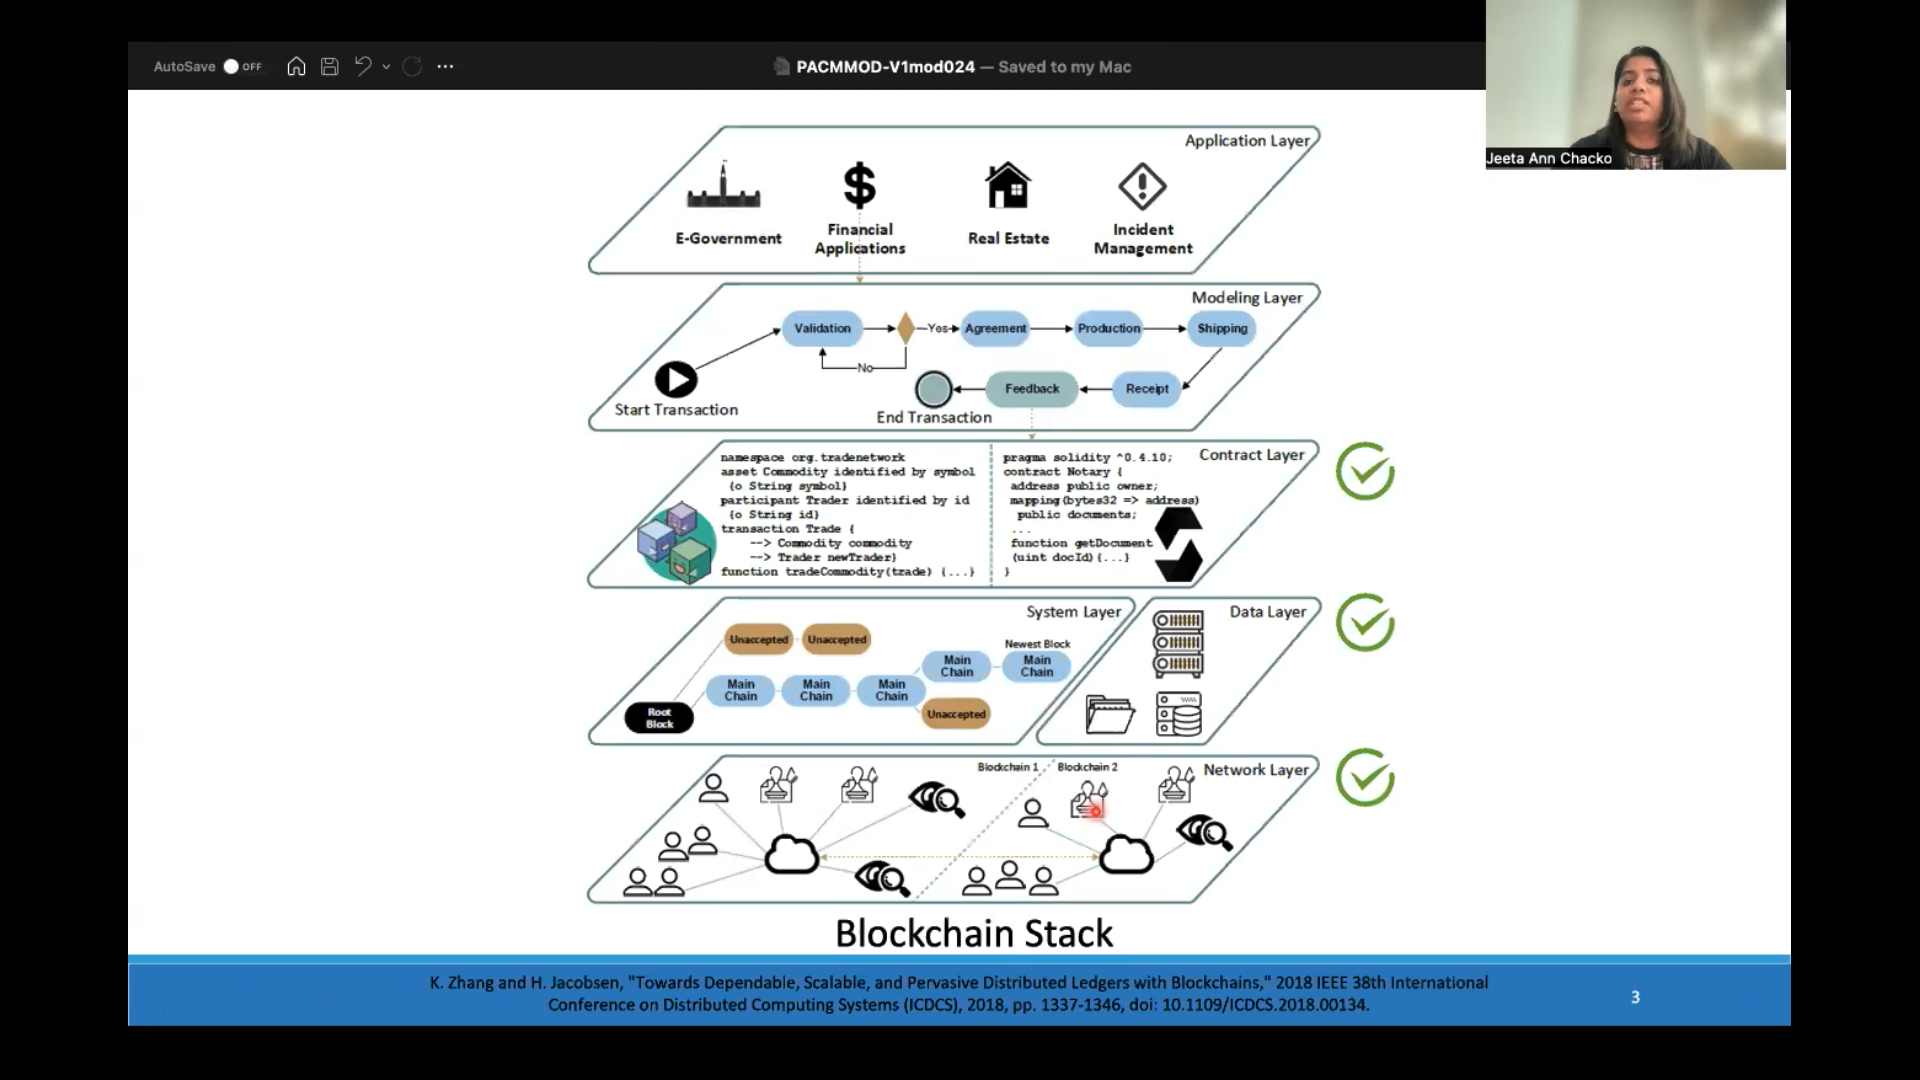 AutoSave OFF
PACMMOD-V1mod024 — Saved to my Mac
Jeeta Ann Chacko
Application Layer
E-Government
Financial
Applications
Real Estate
Incident
Management
Modeling Layer
Validation
Yes
Agreement
Production
Shipping
No
Start Transaction
End Transaction
Feedback
Receipt
Contract Layer
namespace org.tradenetwork
asset Commodity identified by symbol
{o String symbol}
participant Trader identified by id
{o String id}
transaction Trade {
--> Commodity commodity
--> Trader newTrader}
function tradeCommodity(trade) {...}
pragma solidity ^0.4.10;
contract Notary {
address public owner;
mapping(bytes32 => address)
public documents;
...
function getDocument
(uint docId){...}
}
System Layer
Unaccepted
Unaccepted
Newest Block
Main
Chain
Main
Chain
Main
Chain
Main
Chain
Main
Chain
Unaccepted
Root
Block
Data Layer
Network Layer
Blockchain 1
Blockchain 2
Blockchain Stack
K. Zhang and H. Jacobsen, "Towards Dependable, Scalable, and Pervasive Distributed Ledgers with Blockchains," 2018 IEEE 38th International
Conference on Distributed Computing Systems (ICDCS), 2018, pp. 1337-1346, doi: 10.1109/ICDCS.2018.00134.
3